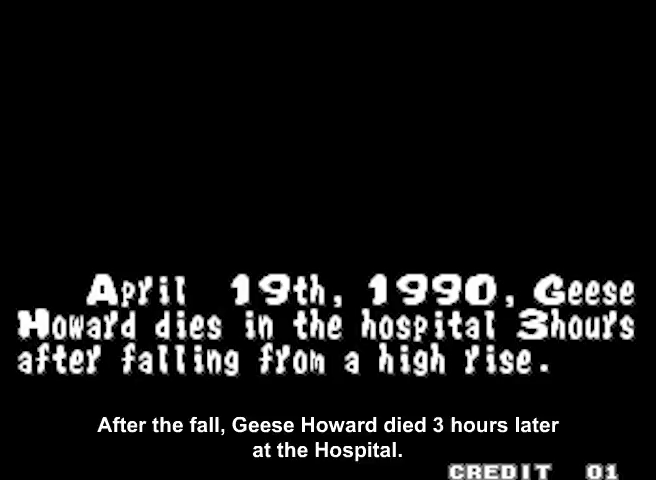 April 19th, 1990, Geese
Howard dies in the hospital 3hours
after falling from a high rise.
After the fall, Geese Howard died 3 hours later
at the Hospital.
CREDIT 01